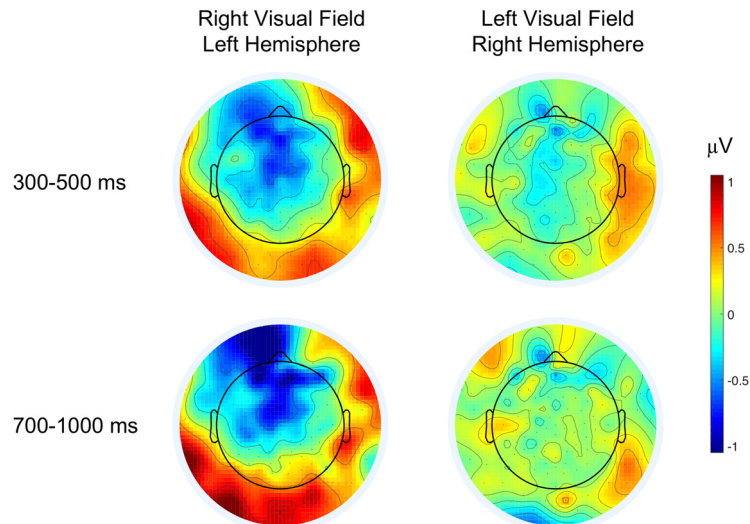 Right Visual Field
Left Hemisphere
Left Visual Field
Right Hemisphere
300-500 ms
μV
1
0.5
0
-0.5
-1
700-1000 ms